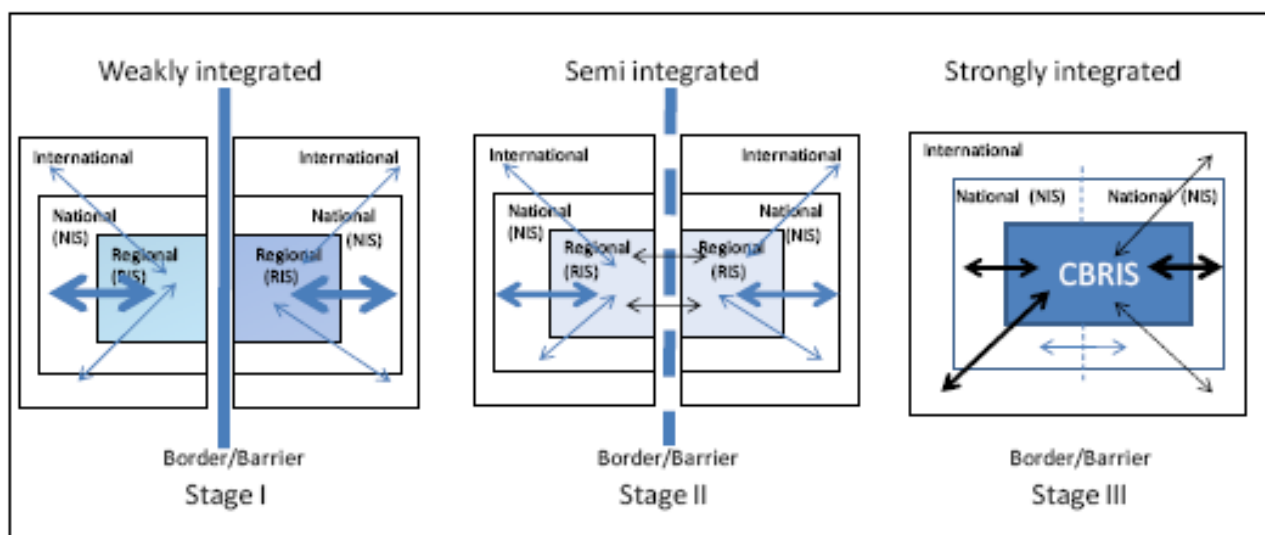 Weakly integrated
International
International
National
(NIS)
National
(NIS)
Regional
(RIS)
Regional
(RIS)
Border/Barrier
Stage I
Semi integrated
International
International
National
(NIS)
National
(NIS)
Regional
(RIS)
Regional
(RIS)
Border/Barrier
Stage II
Strongly integrated
International
National (NIS)
National (NIS)
CBRIS
Border/Barrier
Stage III